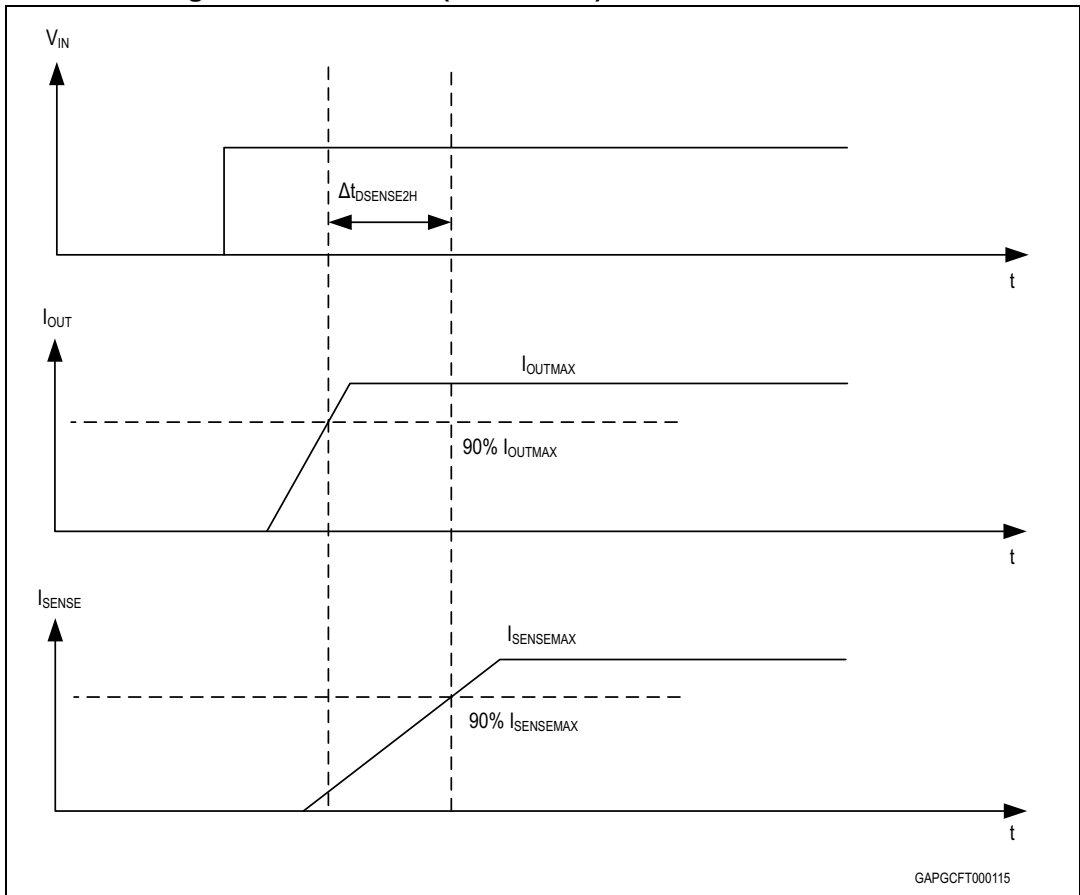 V_IN
Δt_DSENSE2H
t
I_OUT
I_OUTMAX
90% I_OUTMAX
t
I_SENSE
I_SENSEMAX
90% I_SENSEMAX
t
GAPGCFT000115